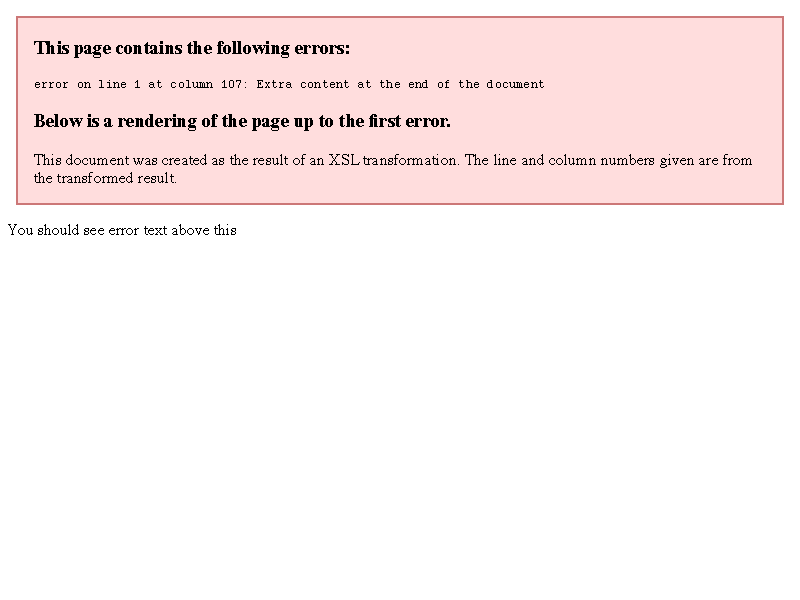 This page contains the following errors:
error on line 1 at column 107: Extra content at the end of the document
Below is a rendering of the page up to the first error.
This document was created as the result of an XSL transformation. The line and column numbers given are from
the transformed result.
You should see error text above this